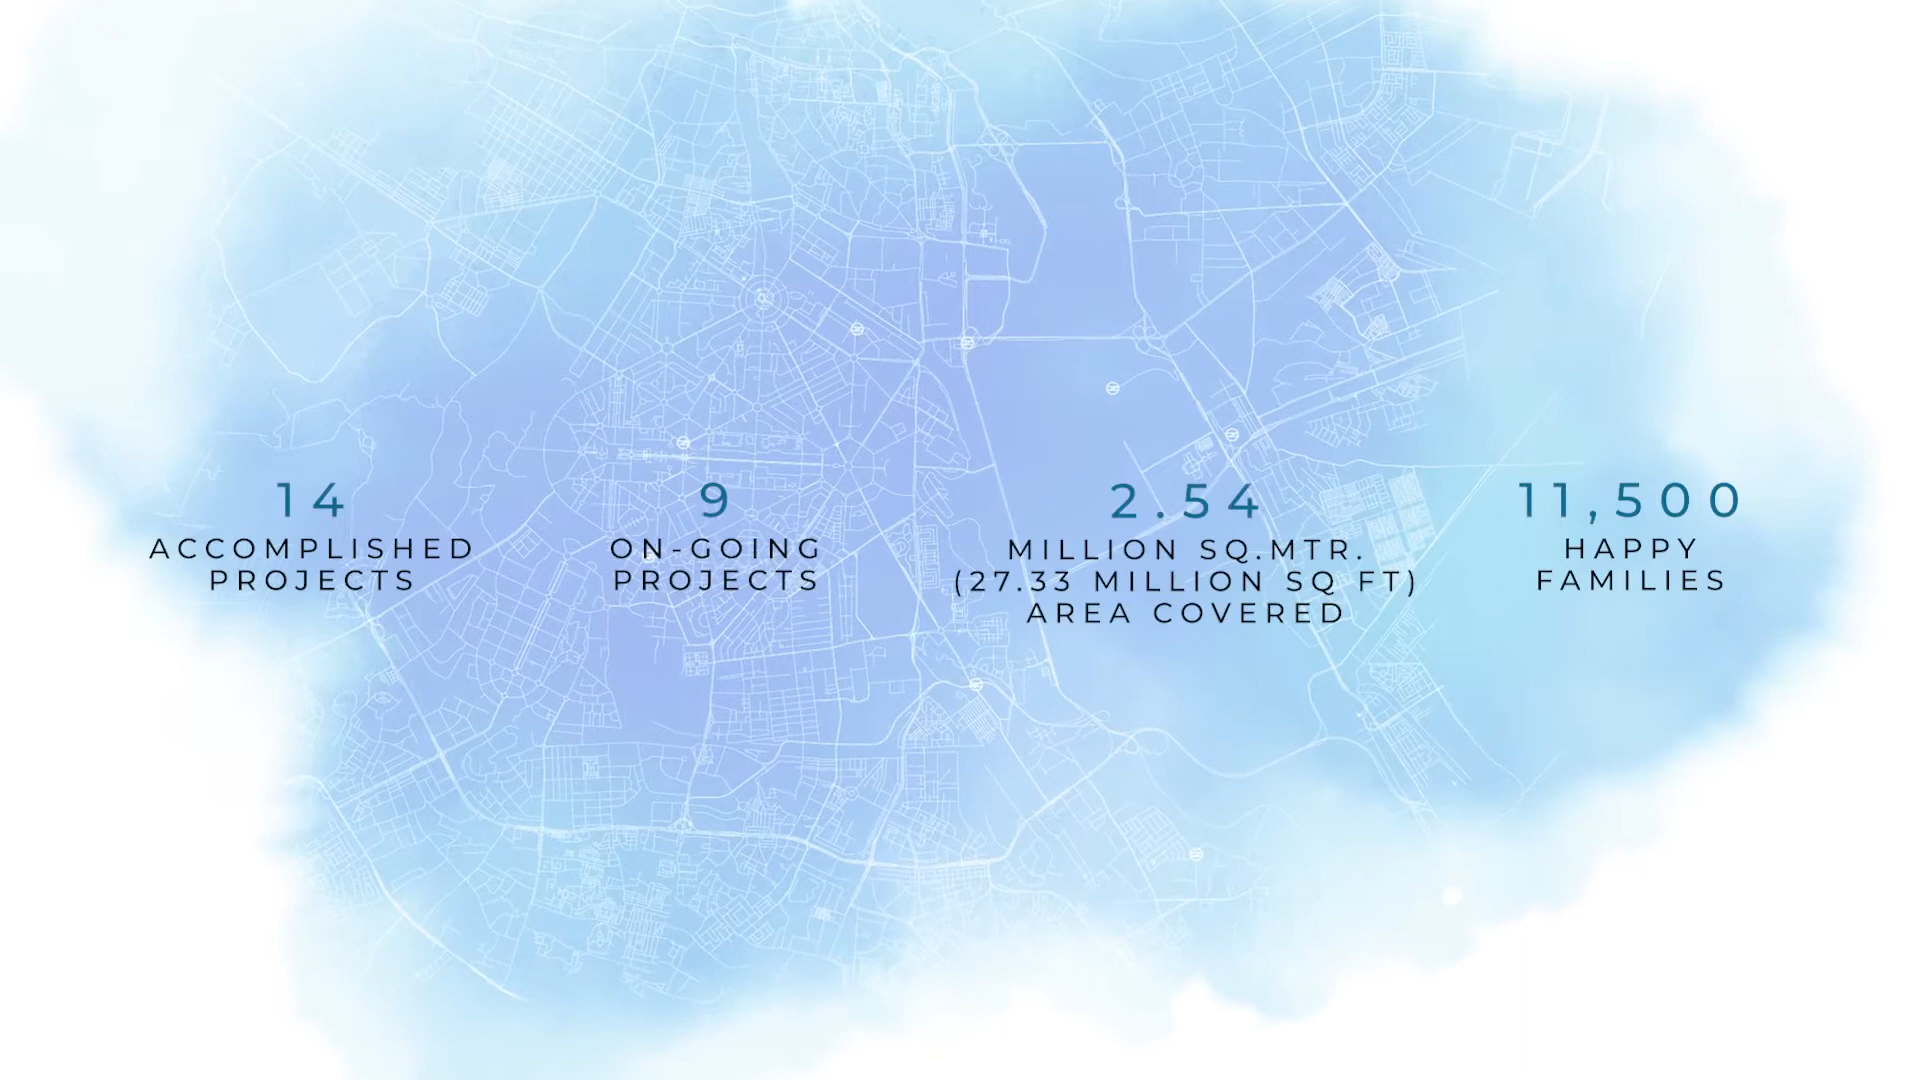 14
ACCOMPLISHED
PROJECTS
9
ON-GOING
PROJECTS
2.54
MILLION SQ.MTR.
(27.33 MILLION SQ FT)
AREA COVERED
11,500
HAPPY
FAMILIES